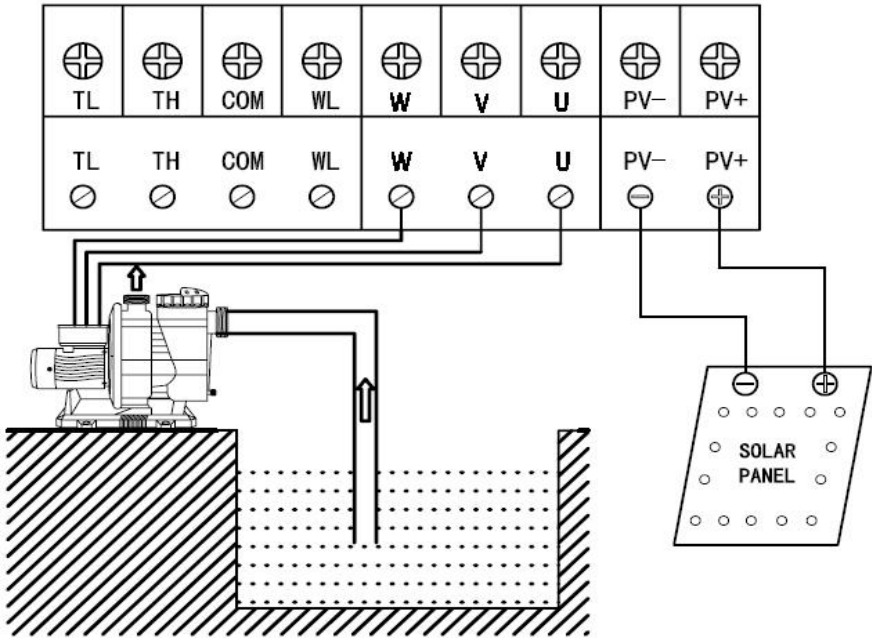 TL TH COM WL W V U PV- PV+
TL TH COM WL W V U PV- PV+
SOLAR
PANEL